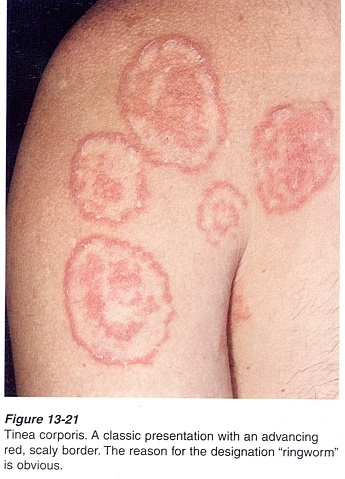 Figure 13-21
Tinea corporis. A classic presentation with an advancing
red, scaly border. The reason for the designation “ringworm”
is obvious.